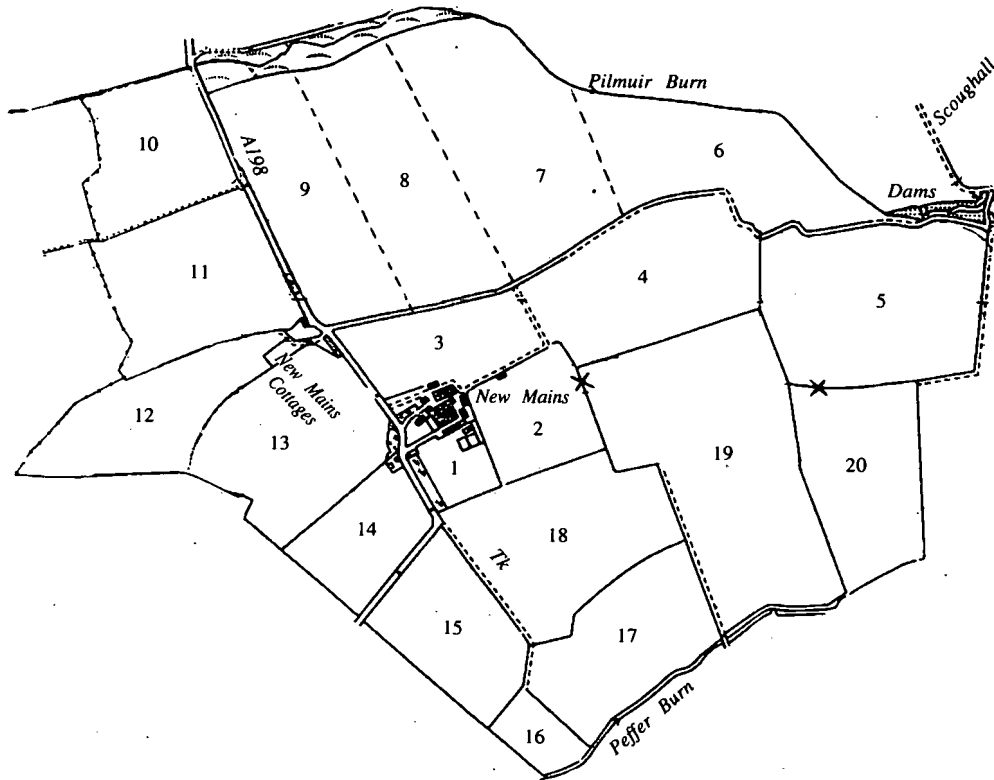 Pilmuir Burn
Scoughall
10
A198
9
8
7
6
Dams
11
4
5
3
New Mains
Cottages
New Mains
12
13
2
1
19
20
14
18
Tk
15
17
16
Peffer Burn